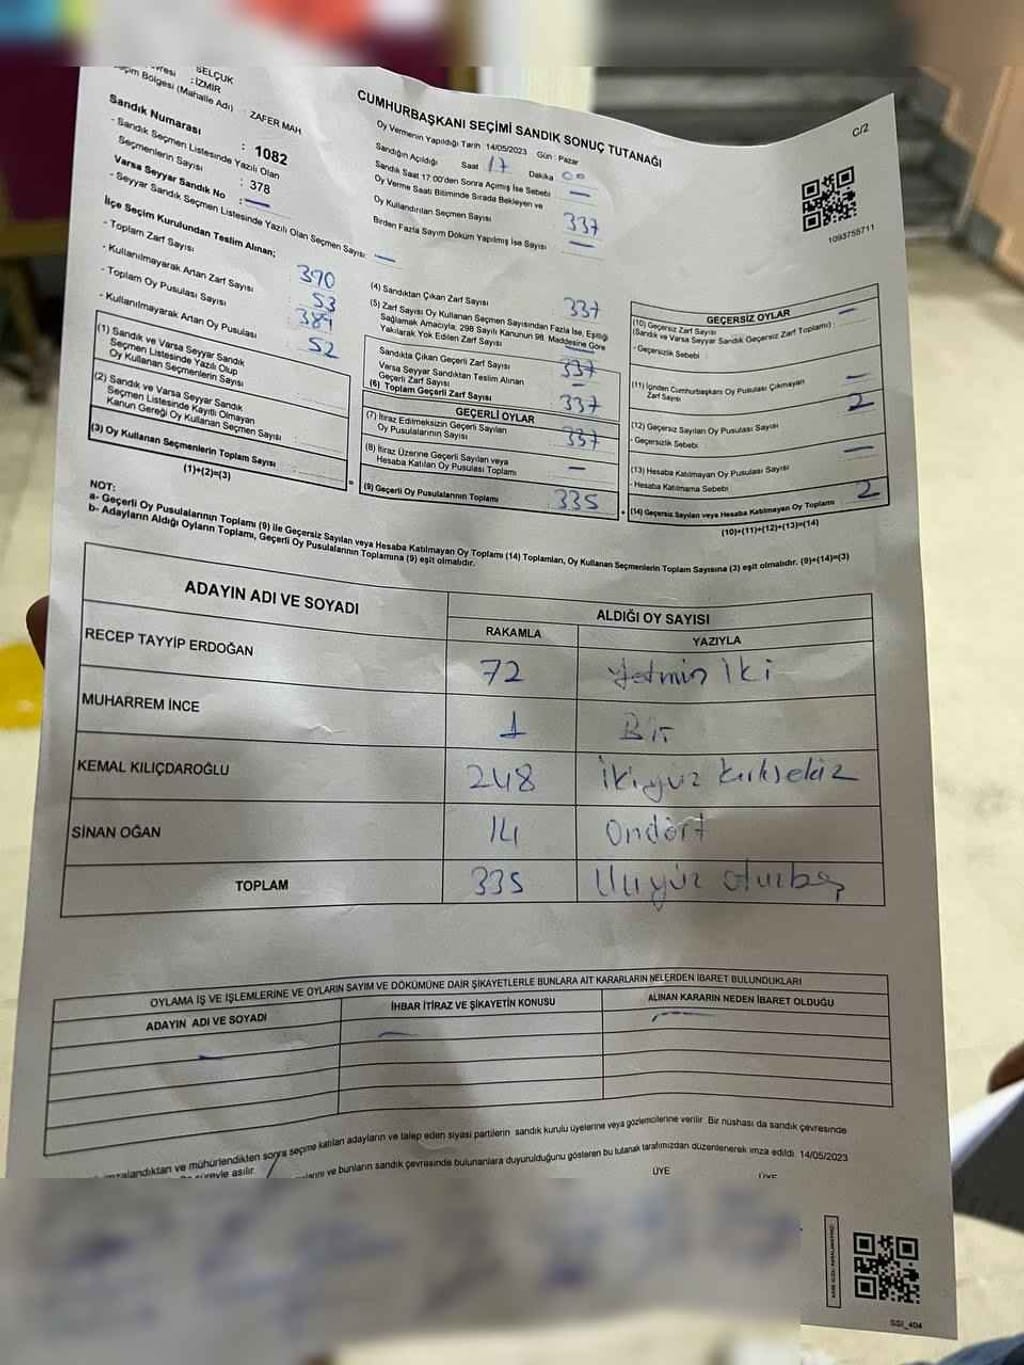 SELÇUK
: İZMİR
Seçim Bölgesi (Mahalle Adı) : ZAFER MAH
Sandık Numarası : 1082
- Sandık Seçmen Listesinde Yazılı Olan
Seçmenlerin Sayısı : 378
Varsa Seyyar Sandık No : —
- Seyyar Sandık Seçmen Listesinde Yazılı Olan Seçmen Sayısı: —
İlçe Seçim Kurulundan Teslim Alınan;
- Toplam Zarf Sayısı 390
- Kullanılmayarak Artan Zarf Sayısı 53
- Toplam Oy Pusulası Sayısı 389
- Kullanılmayarak Artan Oy Pusulası 52
CUMHURBAŞKANI SEÇİMİ SANDIK SONUÇ TUTANAĞI
C/2
Oy Vermenin Yapıldığı Tarih 14/05/2023 Gün : Pazar
Sandığın Açıldığı Saat 17 Dakika 00
Sandık Saat 17:00'den Sonra Açımış İse Sebebi —
Oy Verme Saati Bitiminde Sırada Bekleyen ve
Oy Kullandırılan Seçmen Sayısı 337
Birden Fazla Sayım Döküm Yapılmış İse Sayısı —
1093755711
(1) Sandık ve Varsa Seyyar Sandık
Seçmen Listesinde Yazılı Olup
Oy Kullanan Seçmenlerin Sayısı
(2) Sandık ve Varsa Seyyar Sandık
Seçmen Listesinde Kayıtlı Olmayan
Kanun Gereği Oy Kullanan Seçmen Sayısı
(3) Oy Kullanan Seçmenlerin Toplam Sayısı
(1)+(2)=(3)
(4) Sandıktan Çıkan Zarf Sayısı 337
(5) Zarf Sayısı Oy Kullanan Seçmen Sayısından Fazla İse, Eşitliği
Sağlamak Amacıyla; 298 Sayılı Kanunun 98. Maddesine Göre
Yakılarak Yok Edilen Zarf Sayısı —
Sandıkta Çıkan Geçerli Zarf Sayısı 337
Varsa Seyyar Sandıktan Teslim Alınan
Geçerli Zarf Sayısı —
(6) Toplam Geçerli Zarf Sayısı 337
GEÇERLİ OYLAR
(7) İtiraz Edilmeksizin Geçerli Sayılan
Oy Pusulalarının Sayısı 337
(8) İtiraz Üzerine Geçerli Sayılan veya
Hesaba Katılan Oy Pusulası Toplamı —
(9) Geçerli Oy Pusulalarının Toplamı 335
GEÇERSİZ OYLAR
(10) Geçersiz Zarf Sayısı
(Sandık ve Varsa Seyyar Sandık Geçersiz Zarf Toplamı) : —
- Geçersizlik Sebebi
(11) İçinden Cumhurbaşkanı Oy Pusulası Çıkmayan
Zarf Sayısı —
(12) Geçersiz Sayılan Oy Pusulası Sayısı 2
- Geçersizlik Sebebi
(13) Hesaba Katılmayan Oy Pusulası Sayısı —
- Hesaba Katılmama Sebebi
(14) Geçersiz Sayılan veya Hesaba Katılmayan Oy Toplamı 2
(10)+(11)+(12)+(13)=(14)
NOT:
a- Geçerli Oy Pusulalarının Toplamı (9) ile Geçersiz Sayılan veya Hesaba Katılmayan Oy Toplamı (14) Toplamları, Oy Kullanan Seçmenlerin Toplam Sayısına (3) eşit olmalıdır. (9)+(14)=(3)
b- Adayların Aldığı Oyların Toplamı, Geçerli Oy Pusulalarının Toplamına (9) eşit olmalıdır.
ADAYIN ADI VE SOYADI ALDIĞI OY SAYISI
RAKAMLA YAZIYLA
RECEP TAYYİP ERDOĞAN 72 Yetmiş İki
MUHARREM İNCE 1 Bir
KEMAL KILIÇDAROĞLU 248 İkiyüz kırksekiz
SİNAN OĞAN 14 Ondört
TOPLAM 335 Üçyüz otuzbeş
OYLAMA İŞ VE İŞLEMLERİNE VE OYLARIN SAYIM VE DÖKÜMÜNE DAİR ŞİKAYETLERLE BUNLARA AİT KARARLARIN NELERDEN İBARET BULUNDUKLARI
ADAYIN ADI VE SOYADI İHBAR İTİRAZ VE ŞİKAYETİN KONUSU ALINAN KARARIN NEDEN İBARET OLDUĞU
— — —
imzalandıktan ve mühürlendikten sonra seçime katılan adayların ve talep eden siyasi partilerin sandık kurulu üyelerine veya gözlemcilerine verilir. Bir nüshası da sandık çevresinde
süreyle asılır.
ve bunların sandık çevresinde bulunanlara duyurulduğunu gösteren bu tutanak tarafımızdan düzenlenerek imza edildi. 14/05/2023
ÜYE ÜYE
SSI_404